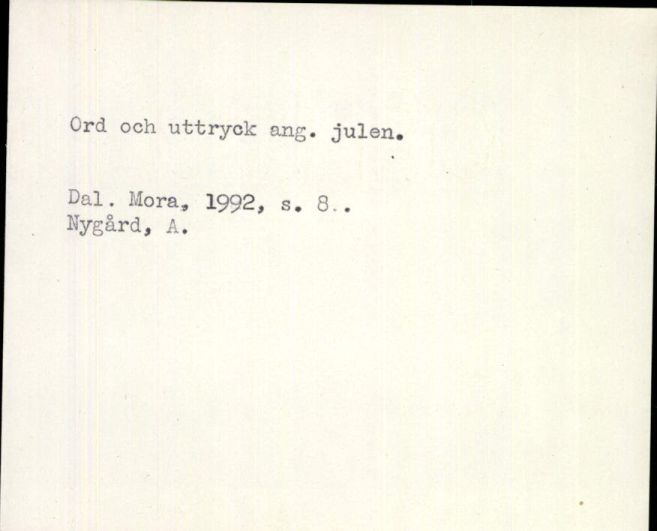 Ord och uttryck ang. julen.
Dal. Mora, 1992, s. 8..
Nygård, A.